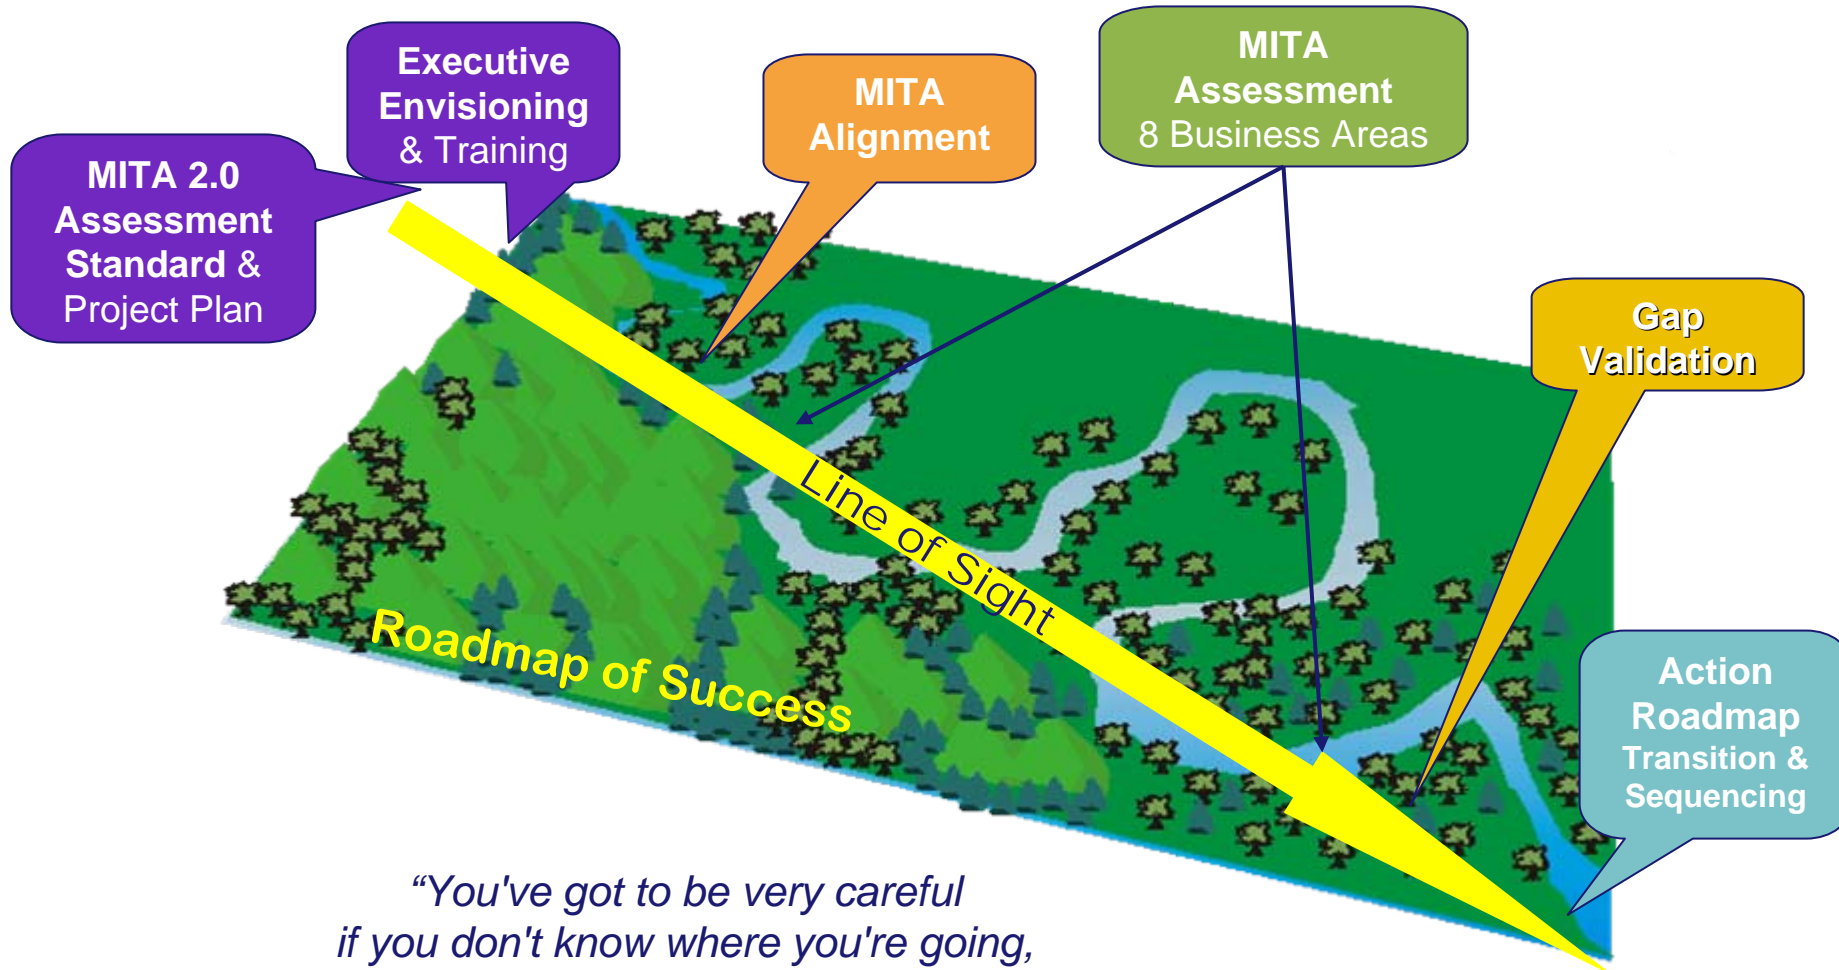 MITA 2.0
Assessment
Standard &
Project Plan
Executive
Envisioning
& Training
MITA
Alignment
MITA
Assessment
8 Business Areas
Gap
Validation
Action
Roadmap
Transition &
Sequencing
Line of Sight
Roadmap of Success
“You've got to be very careful
if you don't know where you're going,